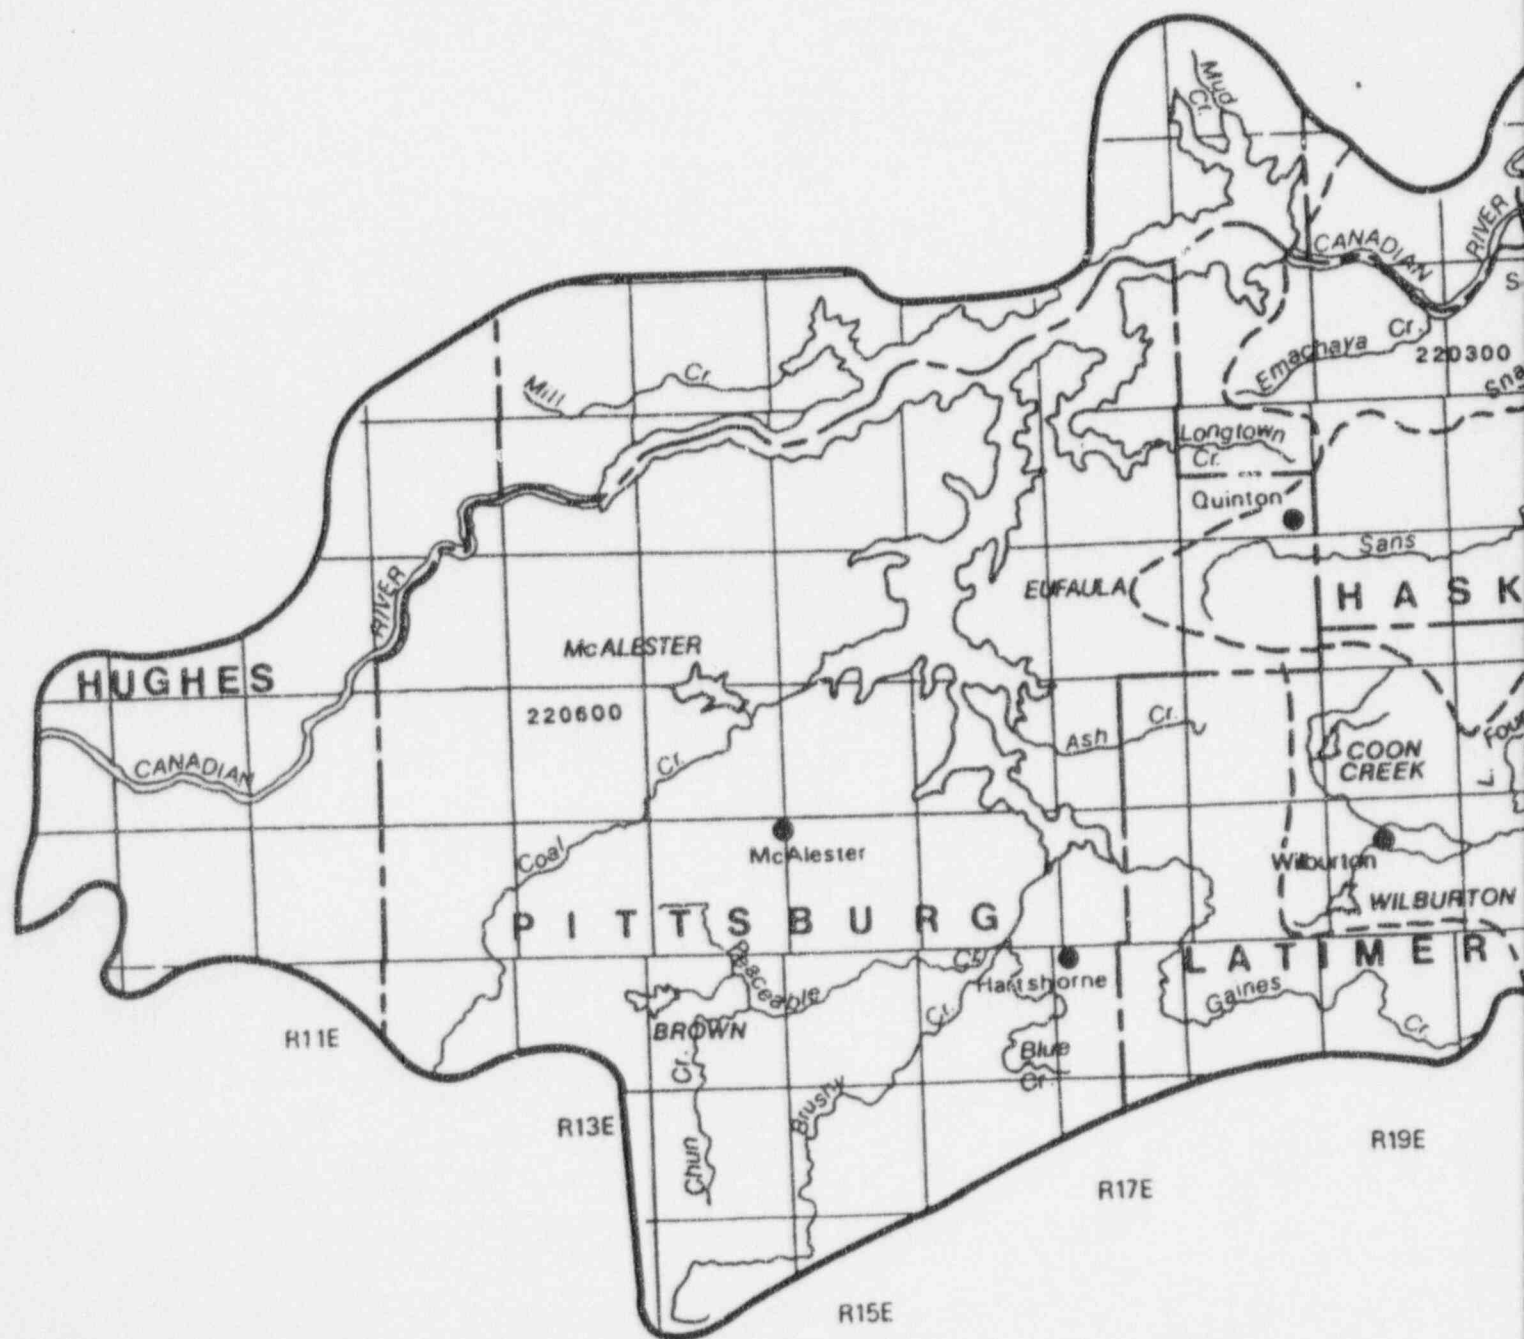 Mud
Cr.
CANADIAN
RIVER
Emachaya Cr.
220300
Mill Cr.
Longtown
Cr.
Quinton
Sans
EUFAULA
HASK
RIVER
McALESTER
HUGHES
220600
CANADIAN
Ash Cr.
COON
CREEK
L.
Coal Cr.
McAlester
Wilburton
WILBURTON
PITTSBURG
LATIMER
Peaceable Cr.
Hartshorne
Gaines Cr.
BROWN
Brushy Cr.
Blue
Cr.
Chun Cr.
R11E
R13E
R15E
R17E
R19E